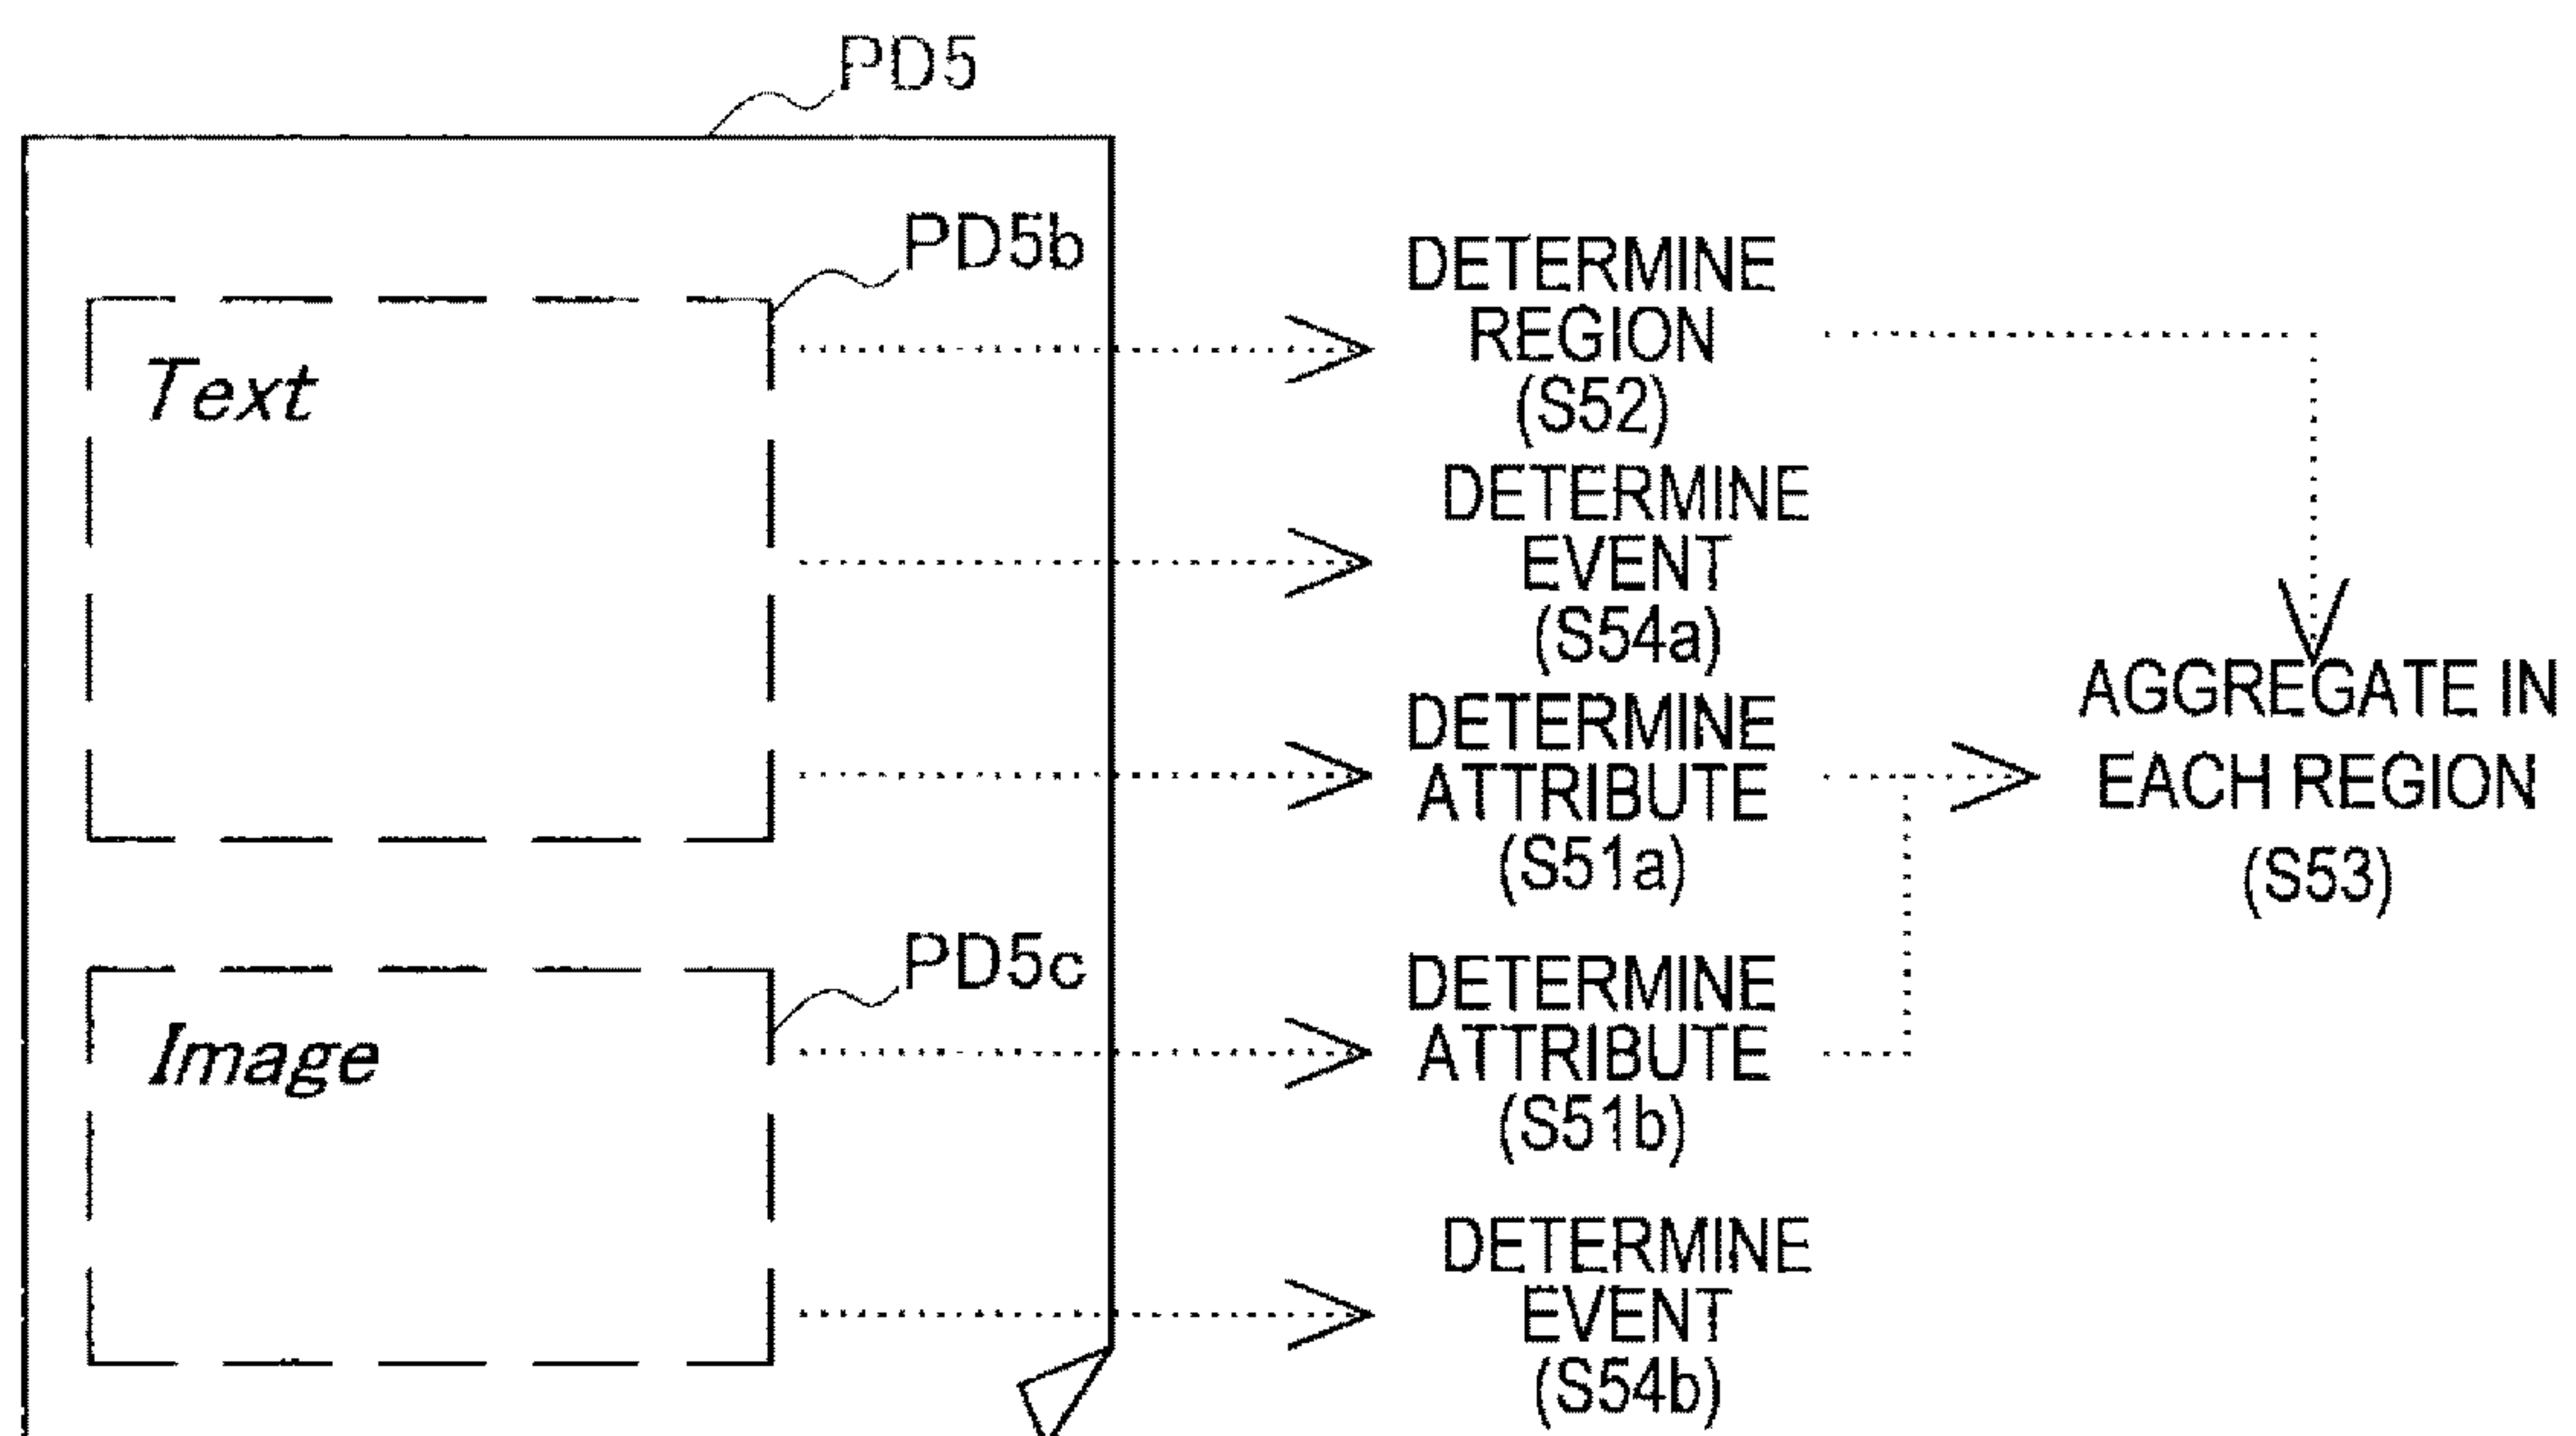 PD5
PD5b
Text
DETERMINE
REGION
(S52)
DETERMINE
EVENT
(S54a)
DETERMINE
ATTRIBUTE
(S51a)
AGGREGATE IN
EACH REGION
(S53)
PD5c
Image
DETERMINE
ATTRIBUTE
(S51b)
DETERMINE
EVENT
(S54b)